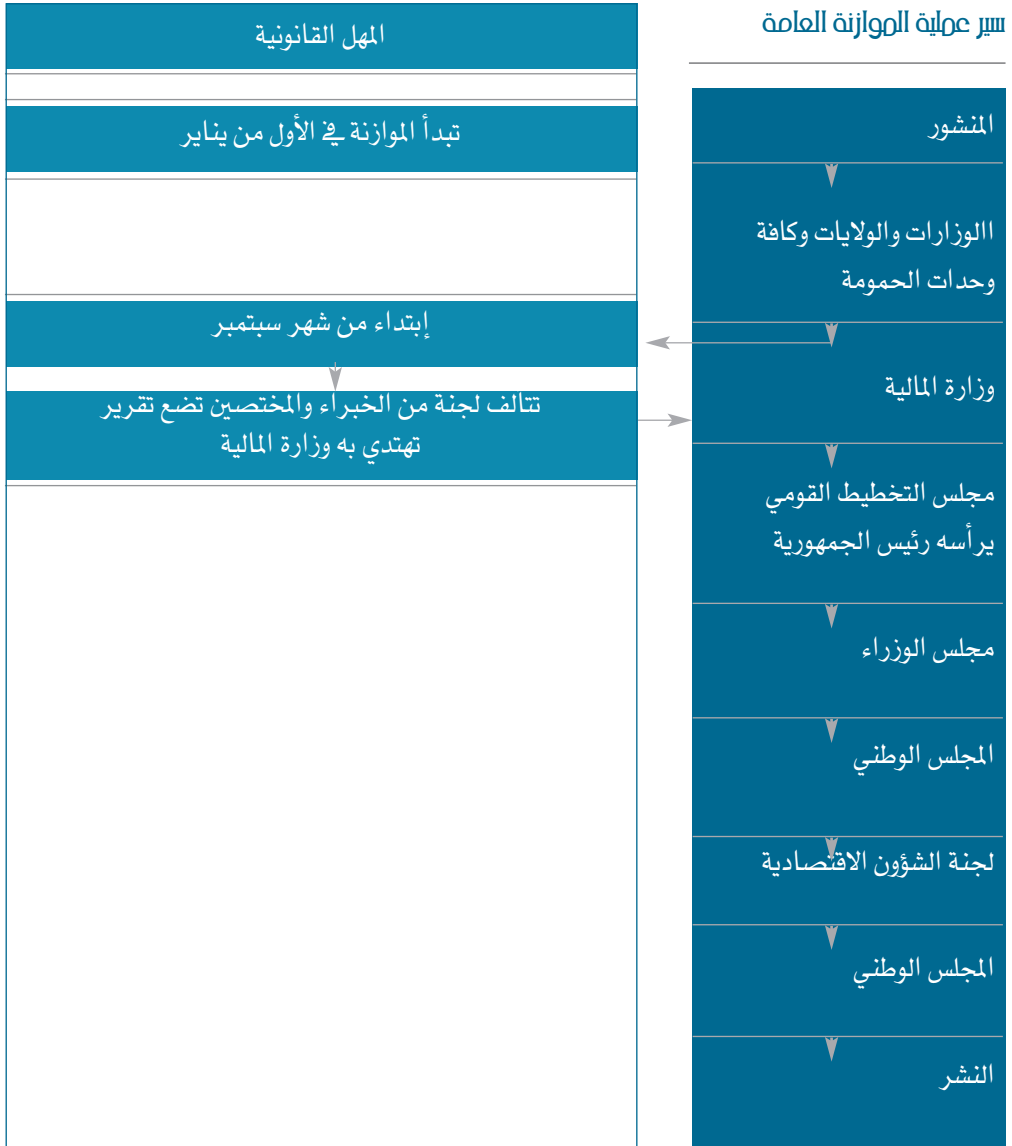 سير عملية الموازنة العامة
المنشور
االوزارات والولايات وكافة
وحدات الحمومة
وزارة المالية
مجلس التخطيط القومي
يرأسه رئيس الجمهورية
مجلس الوزراء
المجلس الوطني
لجنة الشؤون الاقتصادية
المجلس الوطني
النشر
المهل القانونية
تبدأ الموازنة في الأول من يناير
إبتداء من شهر سبتمبر
تتالف لجنة من الخبراء والمختصين تضع تقرير
تهتدي به وزارة المالية